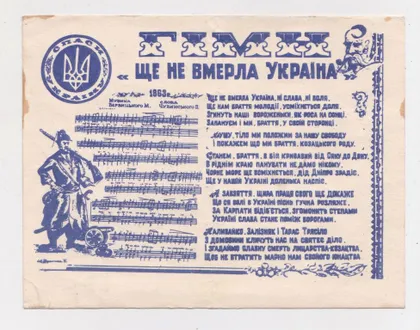 СПАСИ УКРАЇНУ
ГІМН
« ЩЕ НЕ ВМЕРЛА УКРАЇНА »
1863р.
Музика
Вербицького М.
слова
Чубинського П.
Ще не вмерла Україна, ні слава, ні воля,
Ще нам браття молодії усміхнеться доля.
Згинуть наші вороженьки, як роса на сонці,
Запануєм і ми, браття, у своїй сторонці.
Душу, тіло ми положим за нашу свободу
І покажем що ми браття, козацького роду.
Станем, браття, в бій кривавий від Сяну до Дону,
В ріднім краю панувати не дамо нікому.
Чорне море ще всміхнеться, дід Дніпро зрадіє,
Ще у нашій Україні доленька наспіє.
А завзяття, щира праця свого ще докаже
Ще ся волі в Україні піснь гучна розляже,
За Карпати відіб'ється, згомонить степами
України слава стане поміж ворогами.
Наливайко, Залізняк і Тарас Трясило
З домовини кличуть нас на святеє діло,
І згадаймо славну смерть лицарства-козацтва,
Щоб не втратить марно нам свойого юнацтва